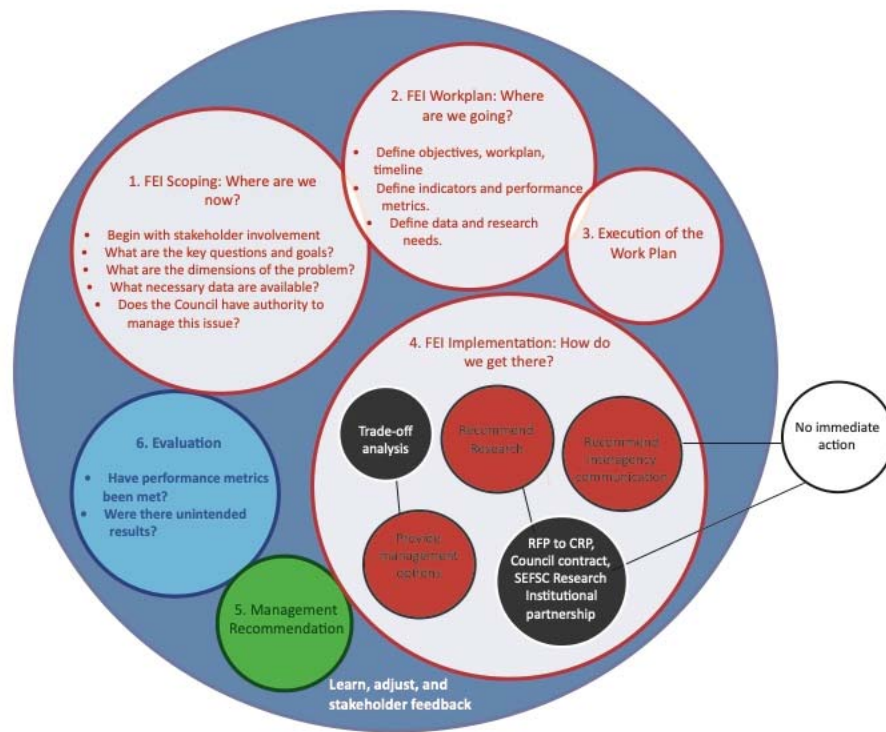 2. FEI Workplan: Where
are we going?
• Define objectives, workplan,
timeline
• Define indicators and performance
metrics.
• Define data and research
needs.
1. FEI Scoping: Where are we
now?
• Begin with stakeholder involvement
• What are the key questions and goals?
• What are the dimensions of the problem?
• What necessary data are available?
• Does the Council have authority to
manage this issue?
3. Execution of the
Work Plan
4. FEI Implementation: How do
we get there?
Trade-off
analysis
Recommend
Research
Recommend
Interagency
communication
No immediate
action
Provide
management
options
RFP to CRP,
Council contract,
SEFSC Research
Institutional
partnership
6. Evaluation
• Have performance metrics
been met?
• Were there unintended
results?
5. Management
Recommendation
Learn, adjust, and
stakeholder feedback